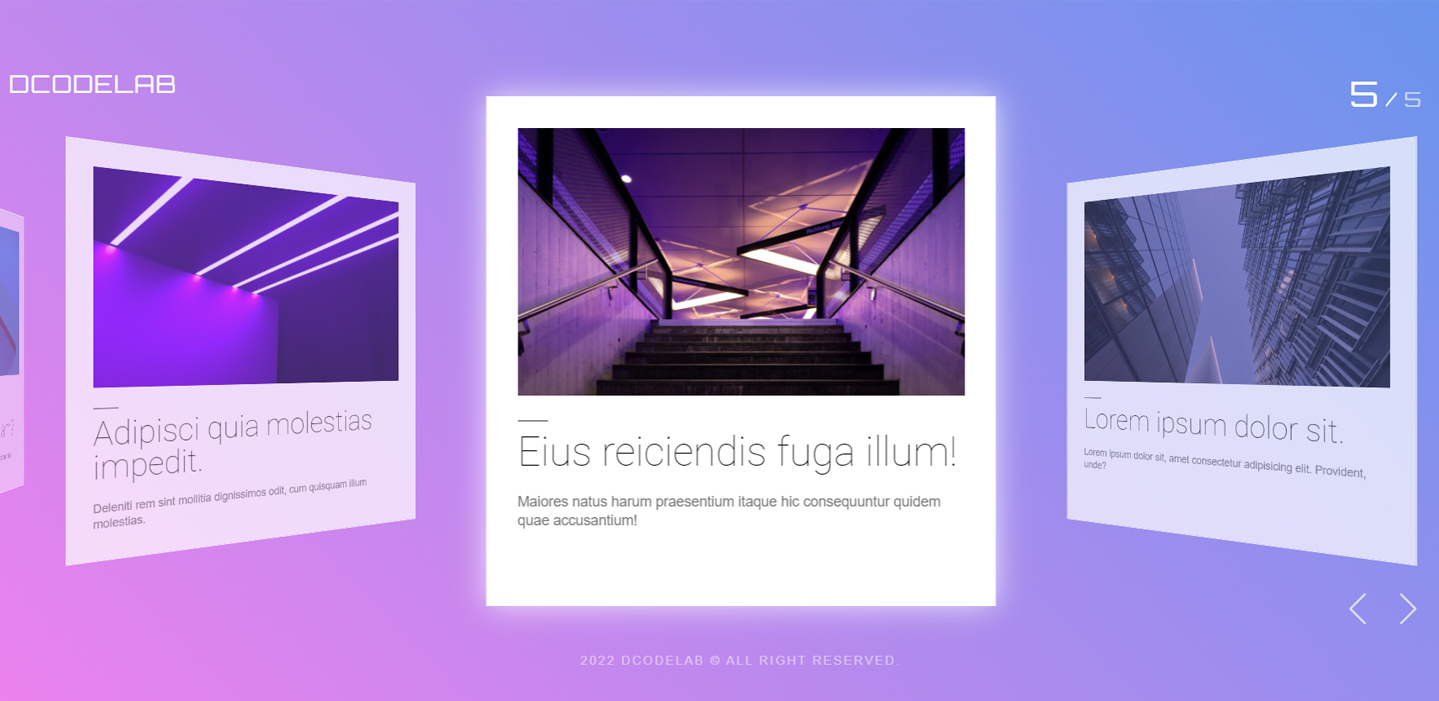 DCODELAB
5 / 5
Adipisci quia molestias
impedit.
Deleniti rem sint mollitia dignissimos odit, cum quisquam illum
molestias.
Eius reiciendis fuga illum!
Maiores natus harum praesentium itaque hic consequuntur quidem
quae accusantium!
Lorem ipsum dolor sit.
Lorem ipsum dolor sit, amet consectetur adipisicing elit. Provident,
unde?
2022 DCODELAB © ALL RIGHT RESERVED.